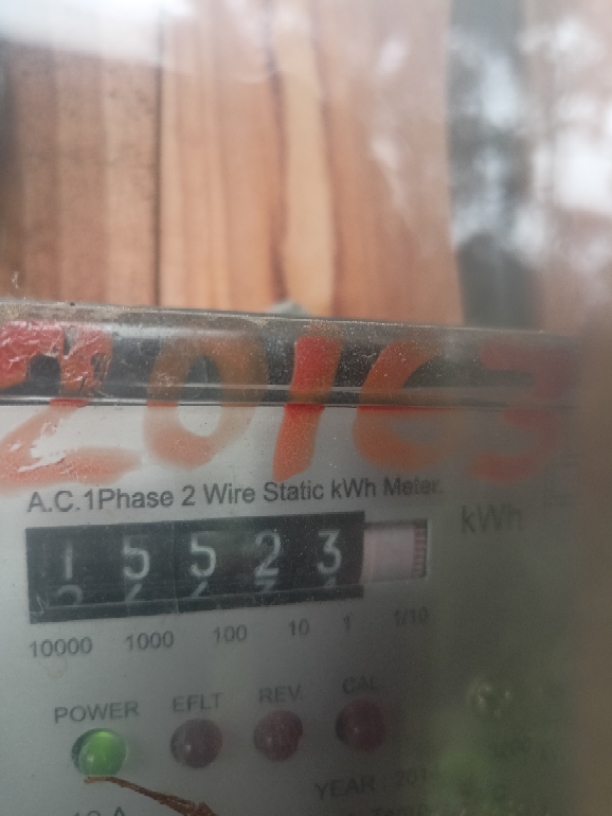 20163
A.C.1Phase 2 Wire Static kWh Meter.
kWh
15523
10000 1000 100 10 1 1/10
POWER EFLT REV. CAL.
YEAR
10 A